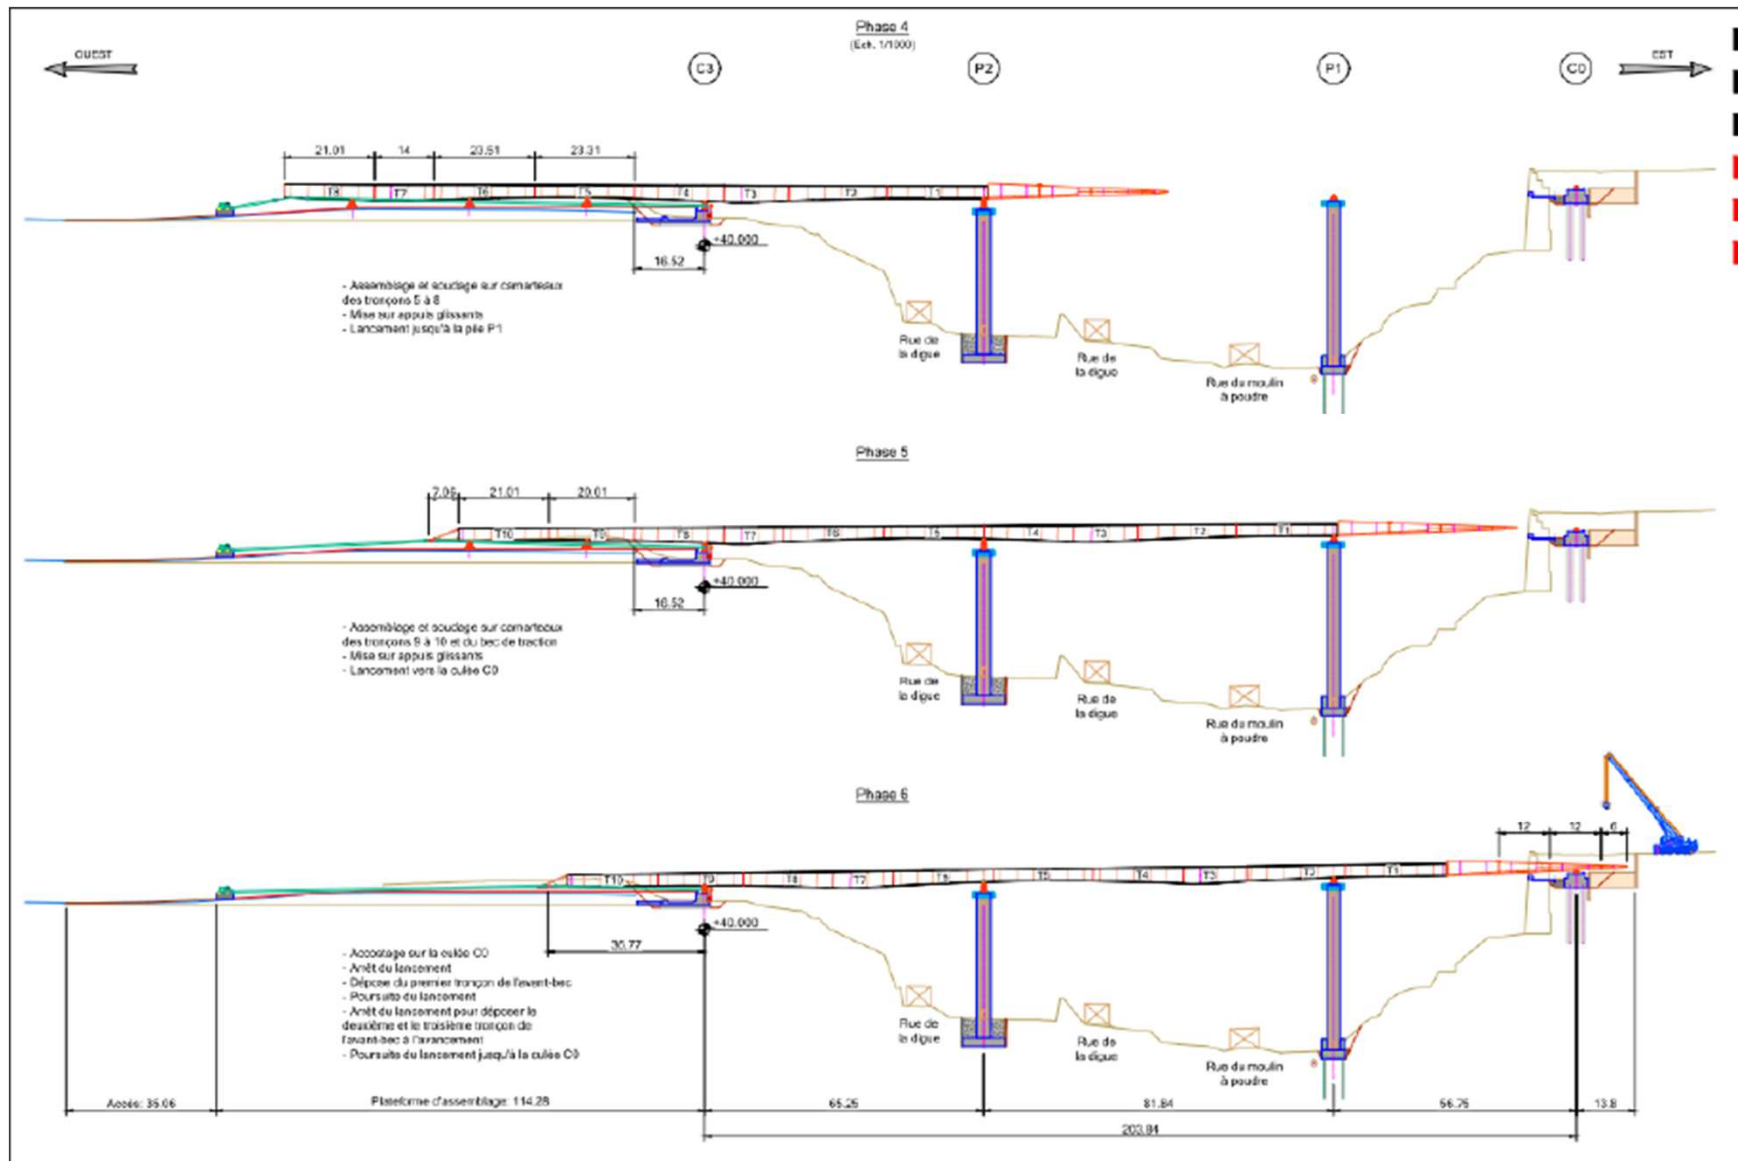 Phase 4
(Ech. 1/1000)
OUEST
C3
P2
P1
C0
EST
21.01
14
23.51
23.31
T8
T7
T6
T5
T4
T3
T2
T1
+40.000
16.52
- Assemblage et soudage sur camarteaux
des tronçons 5 à 8
- Mise sur appuis glissants
- Lancement jusqu'à la pile P1
Rue de
la digue
Rue de
la digue
Rue du moulin
à poudre
Phase 5
7.06
21.01
20.01
T10
T9
T8
T7
T6
T5
T4
T3
T2
T1
+40.000
16.52
- Assemblage et soudage sur camarteaux
des tronçons 9 à 10 et du bec de traction
- Mise sur appuis glissants
- Lancement vers la culée C0
Rue de
la digue
Rue de
la digue
Rue du moulin
à poudre
Phase 6
12
12
6
T10
T9
T8
T7
T6
T5
T4
T3
T2
T1
+40.000
36.77
- Accostage sur la culée C0
- Arrêt du lancement
- Dépose du premier tronçon de l'avant-bec
- Poursuite du lancement
- Arrêt du lancement pour déposer le
deuxième et le troisième tronçon de
l'avant-bec à l'avancement
- Poursuite du lancement jusqu'à la culée C0
Rue de
la digue
Rue de
la digue
Rue du moulin
à poudre
Accès: 35.06
Plateforme d'assemblage: 114.28
65.25
81.84
56.75
13.8
203.84